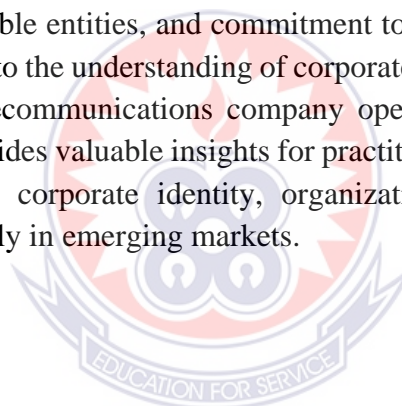 ble entities, and commitment to
to the understanding of corporate
ecommunications company ope
ides valuable insights for practit
corporate identity, organizati
ly in emerging markets.
EDUCATION FOR SERVICE